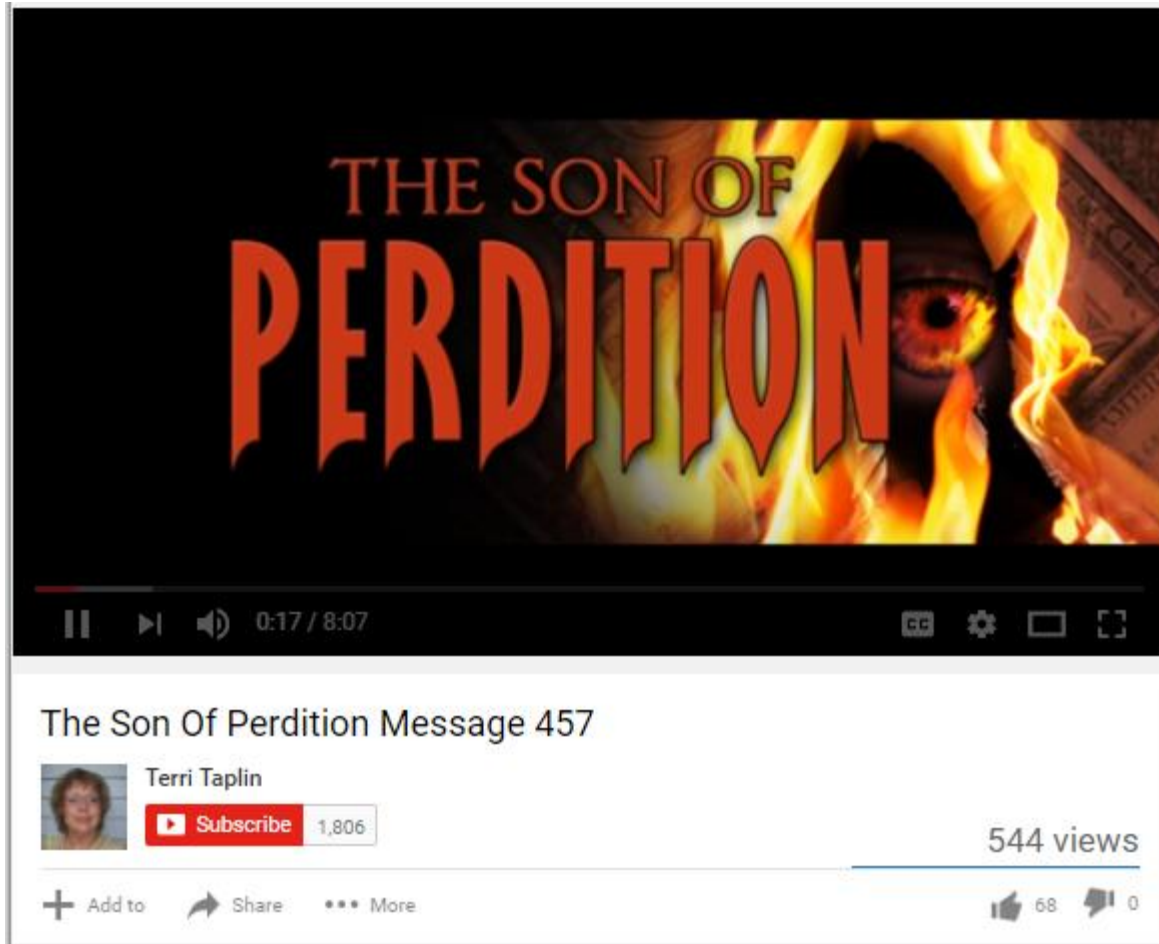 THE SON OF
PERDITION
0:17 / 8:07
CC
The Son Of Perdition Message 457
Terri Taplin
Subscribe 1,806
544 views
Add to Share More 68 0